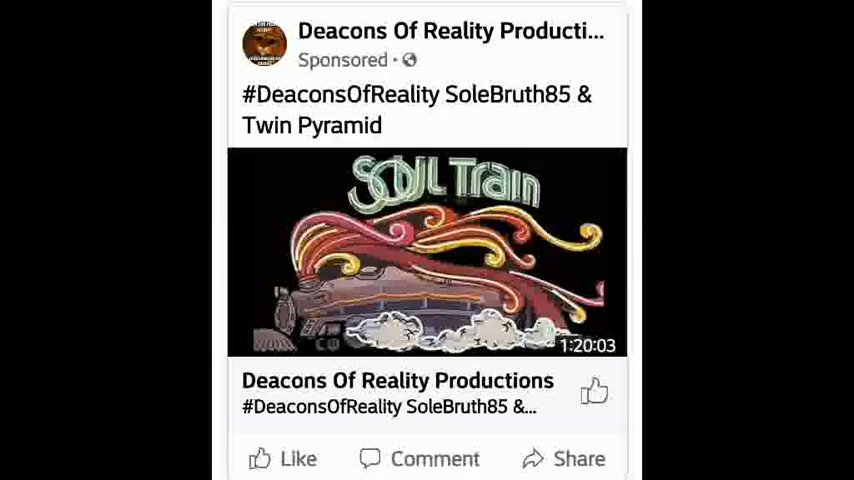 Deacons Of Reality Producti...
Sponsored ·
#DeaconsOfReality SoleBruth85 &
Twin Pyramid
SOUL Train
1:20:03
Deacons Of Reality Productions
#DeaconsOfReality SoleBruth85 &...
Like Comment Share